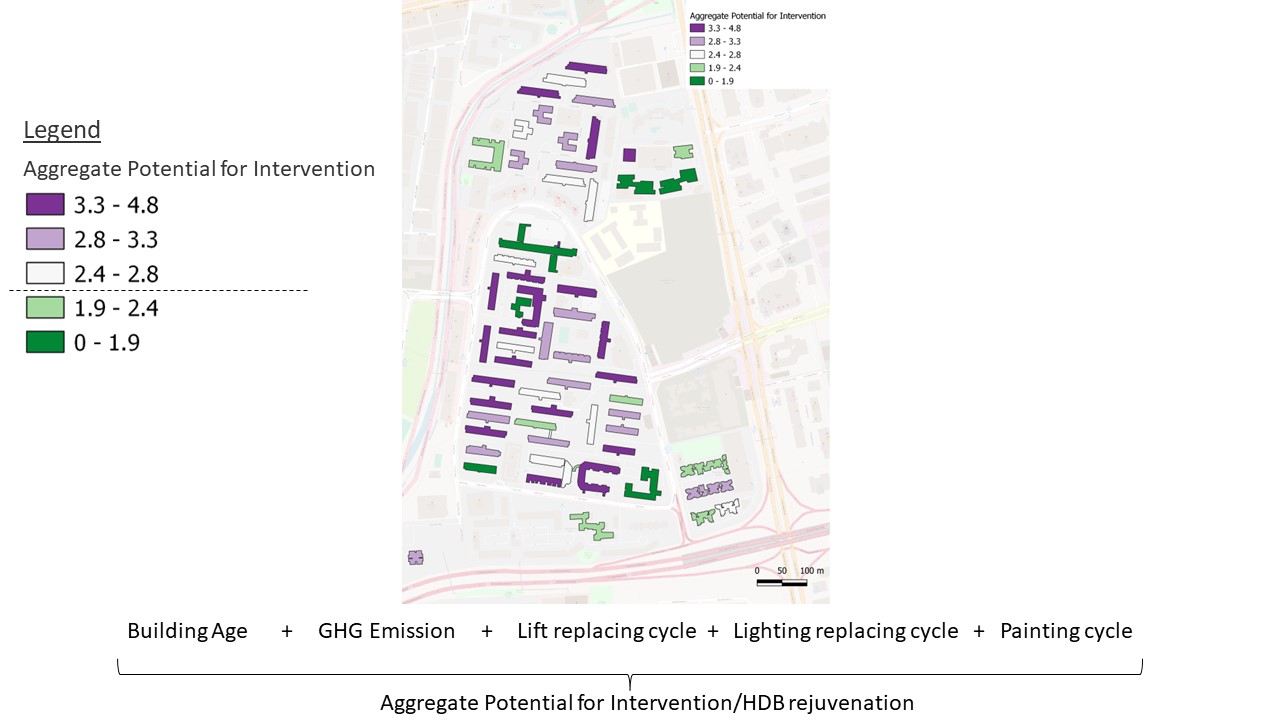 Aggregate Potential for Intervention
3.3 - 4.8
2.8 - 3.3
2.4 - 2.8
1.9 - 2.4
0 - 1.9
Legend
Aggregate Potential for Intervention
3.3 - 4.8
2.8 - 3.3
2.4 - 2.8
1.9 - 2.4
0 - 1.9
0 50 100 m
Building Age + GHG Emission + Lift replacing cycle + Lighting replacing cycle + Painting cycle
Aggregate Potential for Intervention/HDB rejuvenation